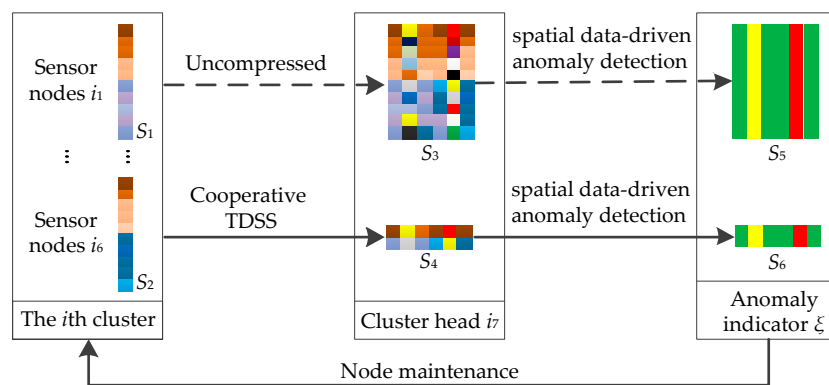 Sensor
nodes i₁
S₁
...
...
Sensor
nodes i₆
S₂
The ith cluster
Uncompressed
Cooperative
TDSS
S₃
S₄
Cluster head i₇
spatial data-driven
anomaly detection
spatial data-driven
anomaly detection
S₅
S₆
Anomaly
indicator ξ
Node maintenance